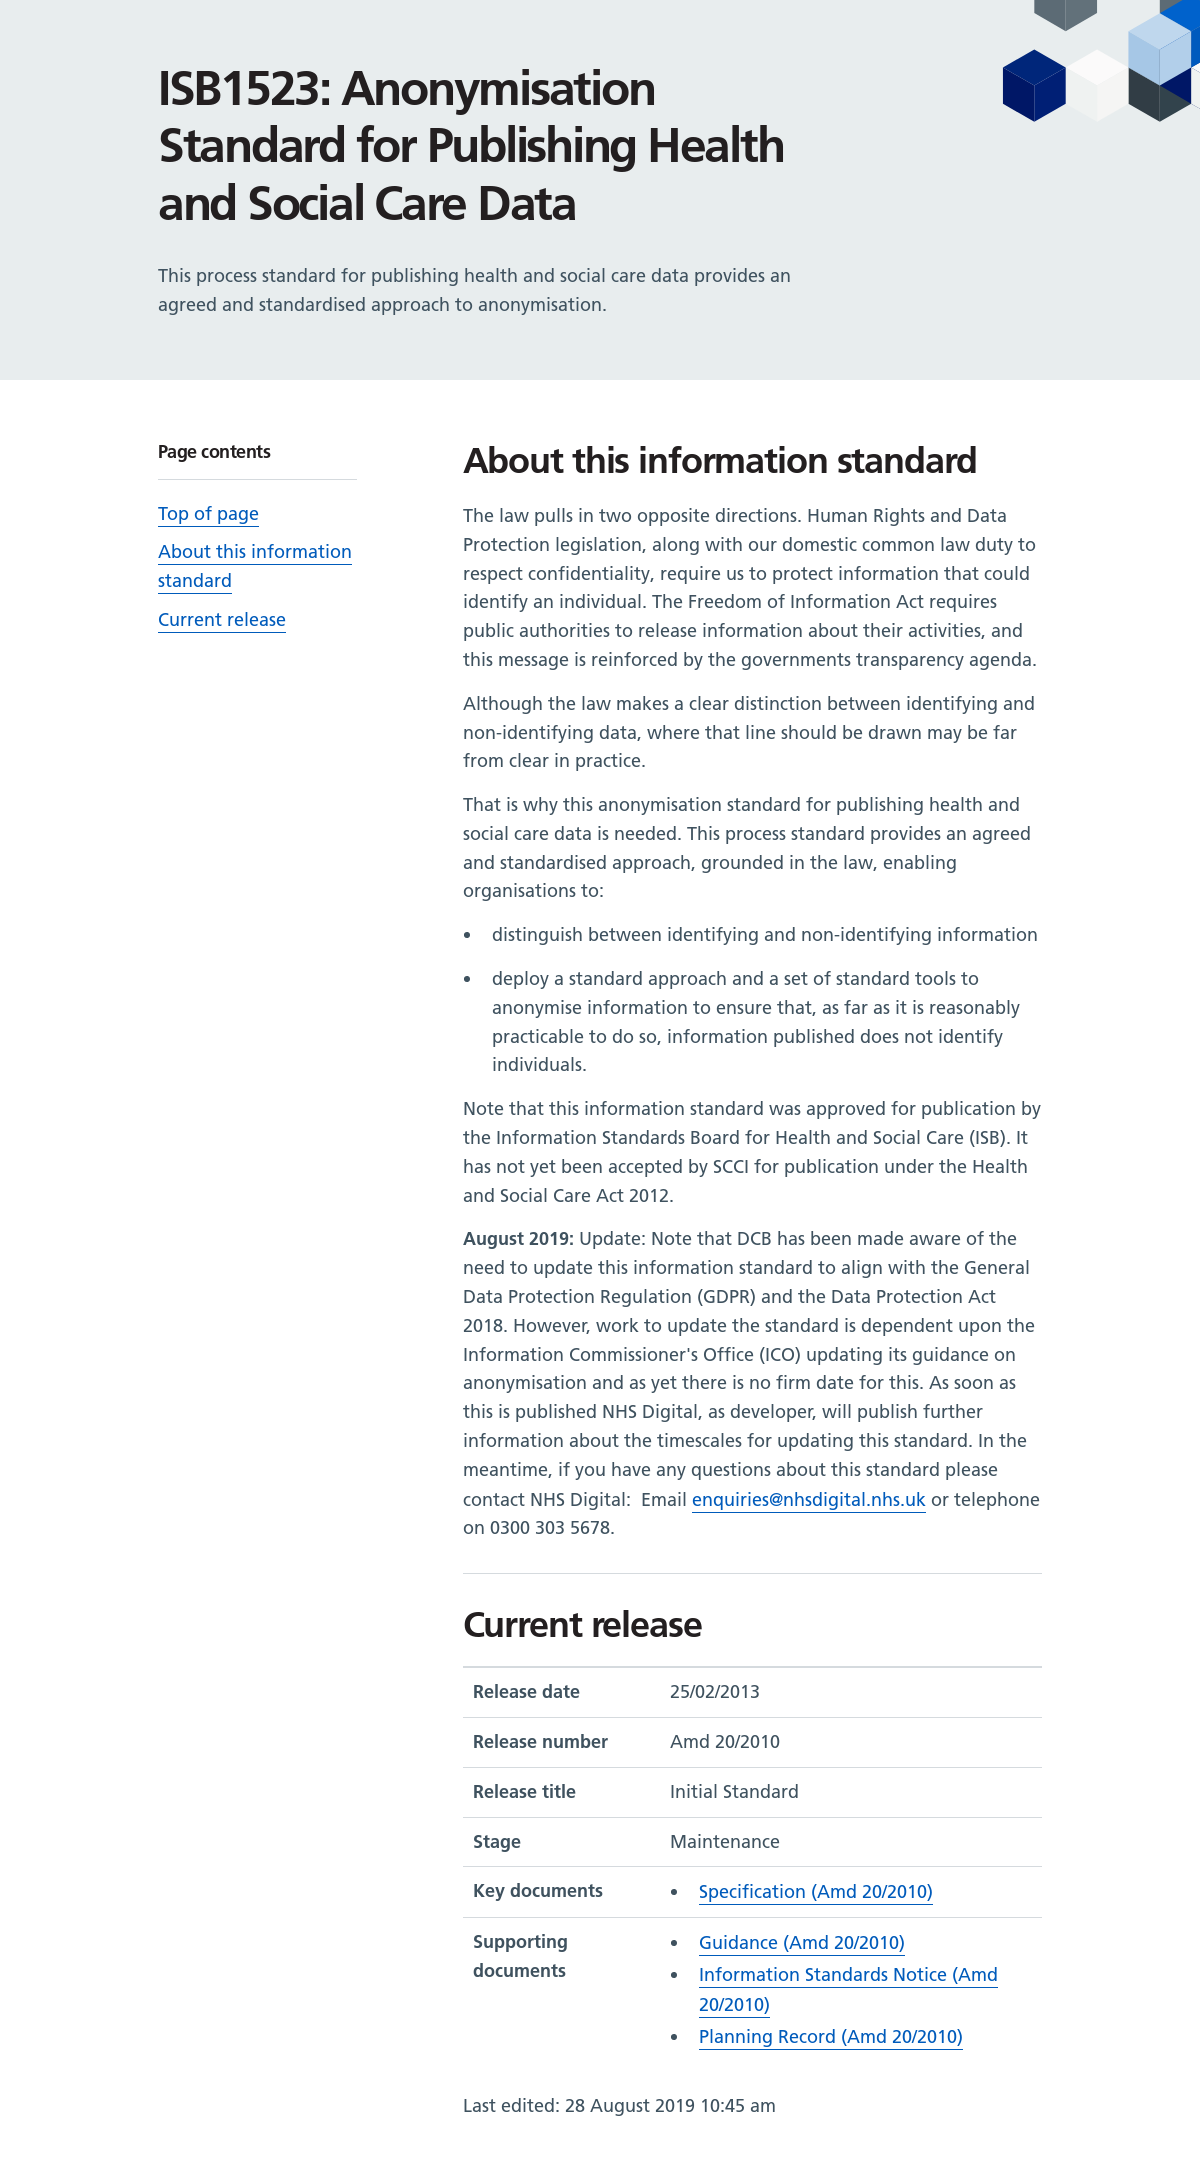 ISB1523: Anonymisation
Standard for Publishing Health
and Social Care Data
This process standard for publishing health and social care data provides an
agreed and standardised approach to anonymisation.
Page contents
Top of page
About this information
standard
Current release
About this information standard
The law pulls in two opposite directions. Human Rights and Data
Protection legislation, along with our domestic common law duty to
respect confidentiality, require us to protect information that could
identify an individual. The Freedom of Information Act requires
public authorities to release information about their activities, and
this message is reinforced by the governments transparency agenda.
Although the law makes a clear distinction between identifying and
non-identifying data, where that line should be drawn may be far
from clear in practice.
That is why this anonymisation standard for publishing health and
social care data is needed. This process standard provides an agreed
and standardised approach, grounded in the law, enabling
organisations to:
• distinguish between identifying and non-identifying information
• deploy a standard approach and a set of standard tools to
anonymise information to ensure that, as far as it is reasonably
practicable to do so, information published does not identify
individuals.
Note that this information standard was approved for publication by
the Information Standards Board for Health and Social Care (ISB). It
has not yet been accepted by SCCI for publication under the Health
and Social Care Act 2012.
August 2019: Update: Note that DCB has been made aware of the
need to update this information standard to align with the General
Data Protection Regulation (GDPR) and the Data Protection Act
2018. However, work to update the standard is dependent upon the
Information Commissioner's Office (ICO) updating its guidance on
anonymisation and as yet there is no firm date for this. As soon as
this is published NHS Digital, as developer, will publish further
information about the timescales for updating this standard. In the
meantime, if you have any questions about this standard please
contact NHS Digital:  Email enquiries@nhsdigital.nhs.uk or telephone
on 0300 303 5678.
Current release
Release date 25/02/2013
Release number Amd 20/2010
Release title Initial Standard
Stage Maintenance
Key documents • Specification (Amd 20/2010)
Supporting
documents
• Guidance (Amd 20/2010)
• Information Standards Notice (Amd
20/2010)
• Planning Record (Amd 20/2010)
Last edited: 28 August 2019 10:45 am